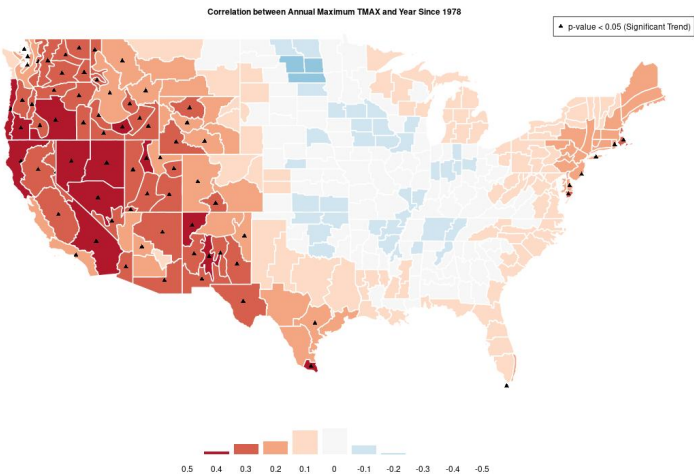 Correlation between Annual Maximum TMAX and Year Since 1978
p-value < 0.05 (Significant Trend)
0.5 0.4 0.3 0.2 0.1 0 -0.1 -0.2 -0.3 -0.4 -0.5